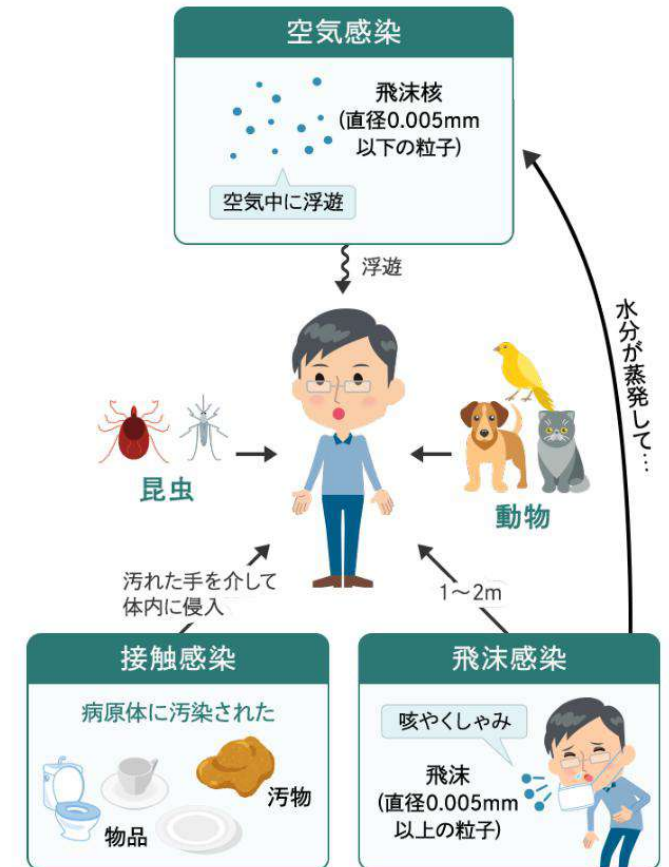 空気感染
飛沫核
(直径0.005mm
以下の粒子)
空気中に浮遊
浮遊
水分が蒸発して…
昆虫
動物
汚れた手を介して
体内に侵入
1〜2m
接触感染
病原体に汚染された
汚物
物品
飛沫感染
咳やくしゃみ
飛沫
(直径0.005mm
以上の粒子)